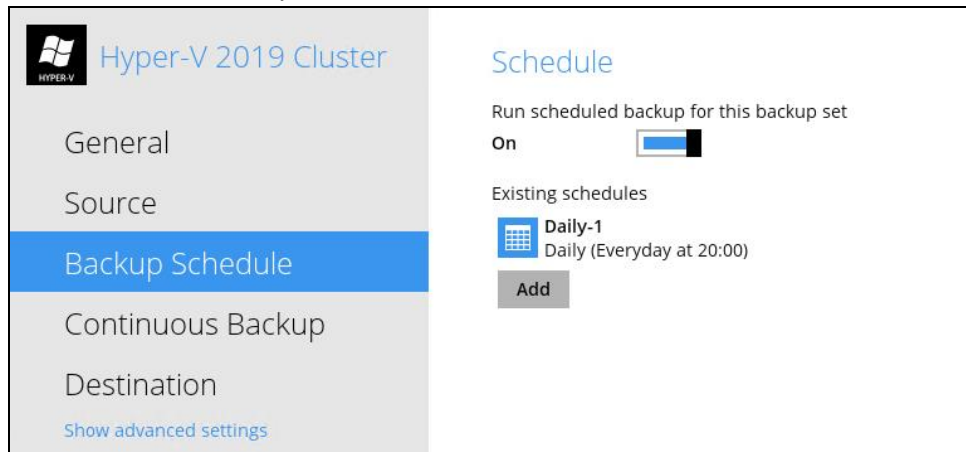 HYPER-V
Hyper-V 2019 Cluster
General
Source
Backup Schedule
Continuous Backup
Destination
Show advanced settings
Schedule
Run scheduled backup for this backup set
On
Existing schedules
Daily-1
Daily (Everyday at 20:00)
Add